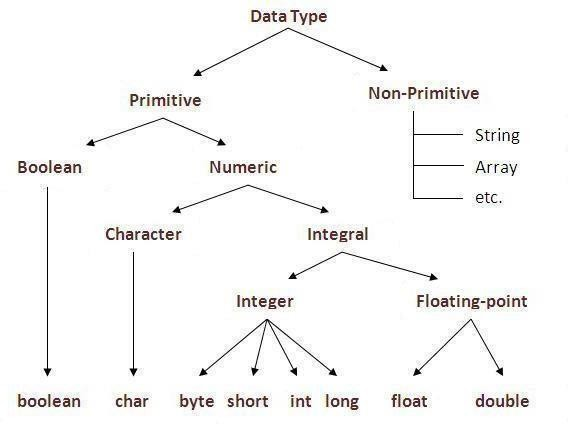 Data Type
Primitive
Non-Primitive
String
Array
etc.
Boolean
Numeric
Character
Integral
Integer
Floating-point
boolean char byte short int long float double